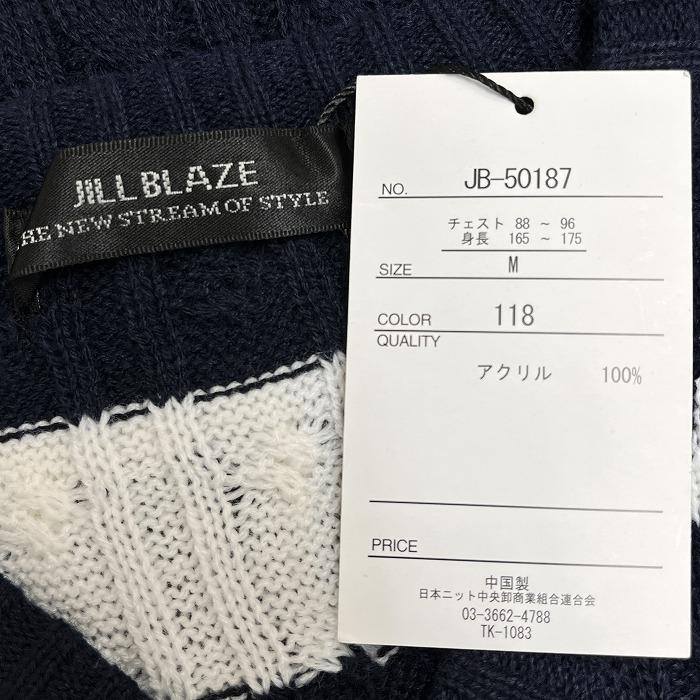 JILL BLAZE
THE NEW STREAM OF STYLE
NO. JB-50187
チェスト 88 ～ 96
身長 165 ～ 175
SIZE M
COLOR 118
QUALITY
アクリル 100%
PRICE
中国製
日本ニット中央卸商業組合連合会
03-3662-4788
TK-1083